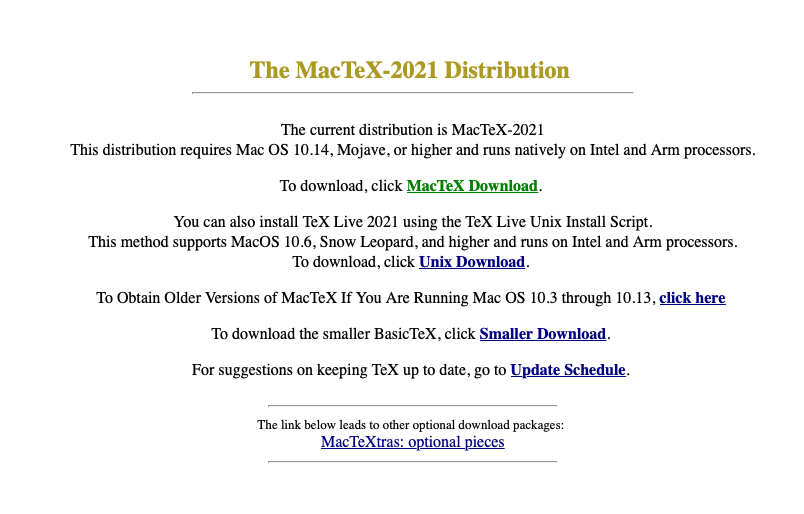 The MacTeX-2021 Distribution
The current distribution is MacTeX-2021
This distribution requires Mac OS 10.14, Mojave, or higher and runs natively on Intel and Arm processors.
To download, click MacTeX Download.
You can also install TeX Live 2021 using the TeX Live Unix Install Script.
This method supports MacOS 10.6, Snow Leopard, and higher and runs on Intel and Arm processors.
To download, click Unix Download.
To Obtain Older Versions of MacTeX If You Are Running Mac OS 10.3 through 10.13, click here
To download the smaller BasicTeX, click Smaller Download.
For suggestions on keeping TeX up to date, go to Update Schedule.
The link below leads to other optional download packages:
MacTeXtras: optional pieces